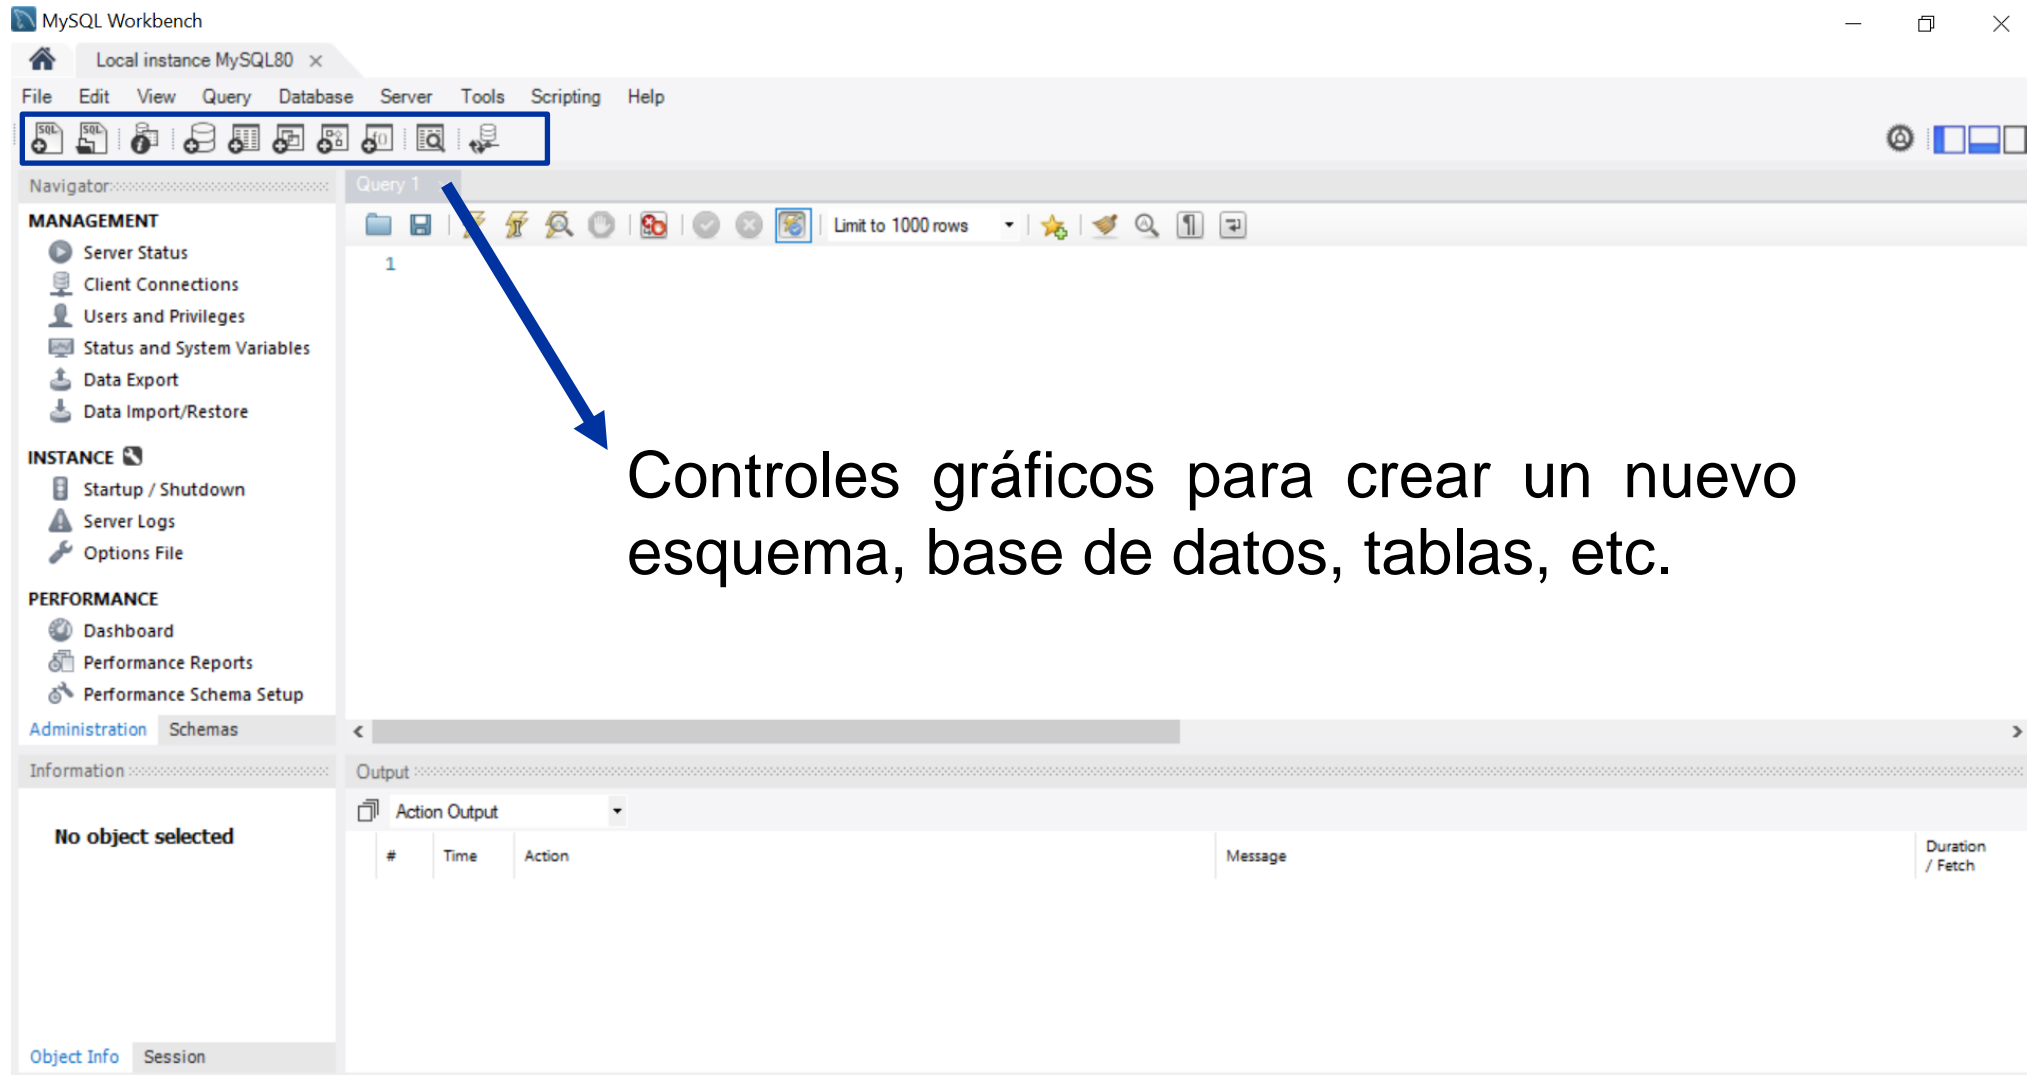 MySQL Workbench
Local instance MySQL80
File Edit View Query Database Server Tools Scripting Help
SQL SQL
Navigator
Query 1
MANAGEMENT
Server Status
Client Connections
Users and Privileges
Status and System Variables
Data Export
Data Import/Restore
INSTANCE
Startup / Shutdown
Server Logs
Options File
PERFORMANCE
Dashboard
Performance Reports
Performance Schema Setup
Administration Schemas
Limit to 1000 rows
1
Controles gráficos para crear un nuevo
esquema, base de datos, tablas, etc.
Information
No object selected
Object Info Session
Output
Action Output
# Time Action Message Duration
/ Fetch